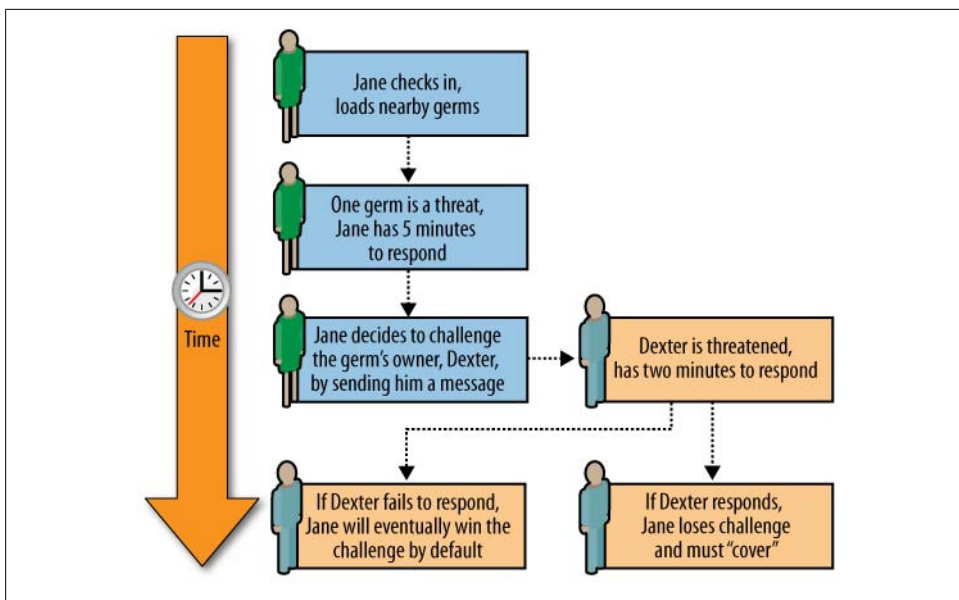 Jane checks in,
loads nearby germs
One germ is a threat,
Jane has 5 minutes
to respond
Time
Jane decides to challenge
the germ's owner, Dexter,
by sending him a message
Dexter is threatened,
has two minutes to respond
If Dexter fails to respond,
Jane will eventually win the
challenge by default
If Dexter responds,
Jane loses challenge
and must “cover”